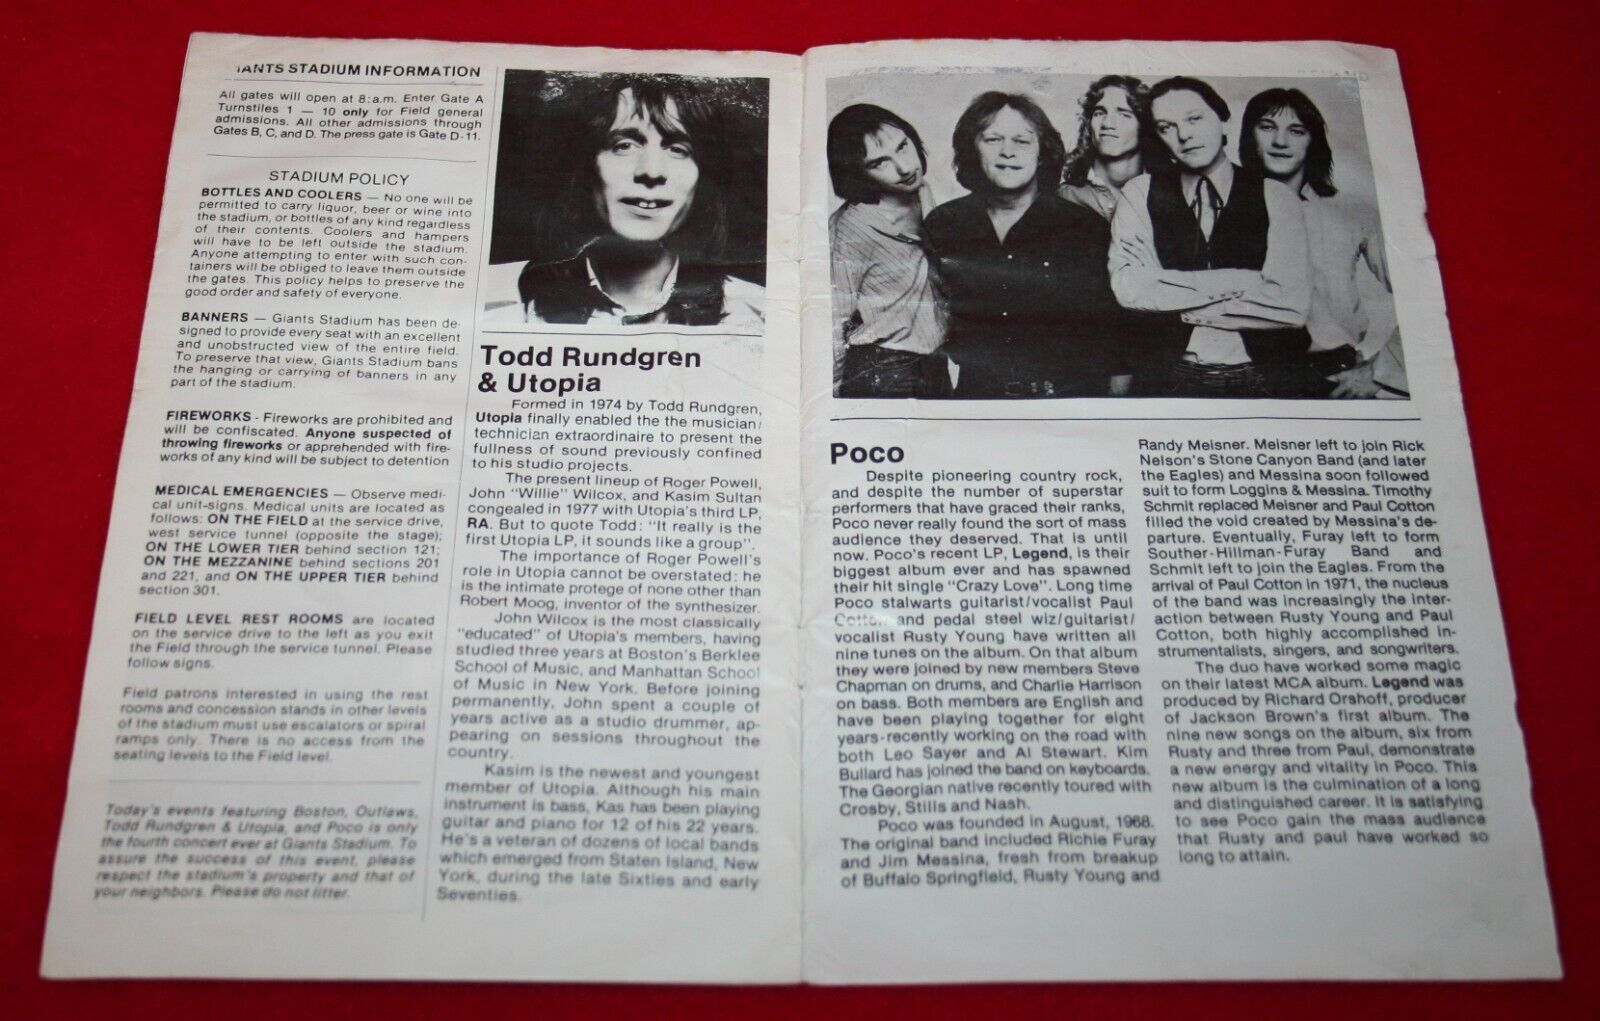 IANTS STADIUM INFORMATION
All gates will open at 8:a.m. Enter Gate A
Turnstiles 1 — 10 only for Field general
admissions. All other admissions through
Gates B, C, and D. The press gate is Gate D-11.
STADIUM POLICY
BOTTLES AND COOLERS — No one will be
permitted to carry liquor, beer or wine into
the stadium, or bottles of any kind regardless
of their contents. Coolers and hampers
will have to be left outside the stadium.
Anyone attempting to enter with such con-
tainers will be obliged to leave them outside
the gates. This policy helps to preserve the
good order and safety of everyone.
BANNERS — Giants Stadium has been de-
signed to provide every seat with an excellent
and unobstructed view of the entire field.
To preserve that view, Giants Stadium bans
the hanging or carrying of banners in any
part of the stadium.
FIREWORKS - Fireworks are prohibited and
will be confiscated. Anyone suspected of
throwing fireworks or apprehended with fire-
works of any kind will be subject to detention
MEDICAL EMERGENCIES — Observe medi-
cal unit-signs. Medical units are located as
follows: ON THE FIELD at the service drive,
west service tunnel (opposite the stage);
ON THE LOWER TIER behind section 121;
ON THE MEZZANINE behind sections 201
and 221, and ON THE UPPER TIER behind
section 301.
FIELD LEVEL REST ROOMS are located
on the service drive to the left as you exit
the Field through the service tunnel. Please
follow signs.
Field patrons interested in using the rest
rooms and concession stands in other levels
of the stadium must use escalators or spiral
ramps only. There is no access from the
seating levels to the Field level.
Today's events featuring Boston, Outlaws,
Todd Rundgren & Utopia, and Poco is only
the fourth concert ever at Giants Stadium. To
assure the success of this event, please
respect the stadium's property and that of
your neighbors. Please do not litter.
Todd Rundgren
& Utopia
Formed in 1974 by Todd Rundgren,
Utopia finally enabled the the musician/
technician extraordinaire to present the
fullness of sound previously confined
to his studio projects.
The present lineup of Roger Powell,
John "Willie" Wilcox, and Kasim Sultan
congealed in 1977 with Utopia's third LP,
RA. But to quote Todd: "It really is the
first Utopia LP, it sounds like a group".
The importance of Roger Powell's
role in Utopia cannot be overstated: he
is the intimate protege of none other than
Robert Moog, inventor of the synthesizer.
John Wilcox is the most classically
"educated" of Utopia's members, having
studied three years at Boston's Berklee
School of Music, and Manhattan School
of Music in New York. Before joining
permanently, John spent a couple of
years active as a studio drummer, ap-
pearing on sessions throughout the
country.
Kasim is the newest and youngest
member of Utopia. Although his main
instrument is bass, Kas has been playing
guitar and piano for 12 of his 22 years.
He's a veteran of dozens of local bands
which emerged from Staten Island, New
York, during the late Sixties and early
Seventies.
Poco
Despite pioneering country rock,
and despite the number of superstar
performers that have graced their ranks,
Poco never really found the sort of mass
audience they deserved. That is until
now. Poco's recent LP, Legend, is their
biggest album ever and has spawned
their hit single "Crazy Love". Long time
Poco stalwarts guitarist/vocalist Paul
Cotton and pedal steel wiz/guitarist/
vocalist Rusty Young have written all
nine tunes on the album. On that album
they were joined by new members Steve
Chapman on drums, and Charlie Harrison
on bass. Both members are English and
have been playing together for eight
years-recently working on the road with
both Leo Sayer and Al Stewart. Kim
Bullard has joined the band on keyboards.
The Georgian native recently toured with
Crosby, Stills and Nash.
Poco was founded in August, 1968.
The original band included Richie Furay
and Jim Messina, fresh from breakup
of Buffalo Springfield, Rusty Young and
Randy Meisner. Meisner left to join Rick
Nelson's Stone Canyon Band (and later
the Eagles) and Messina soon followed
suit to form Loggins & Messina. Timothy
Schmit replaced Meisner and Paul Cotton
filled the void created by Messina's de-
parture. Eventually, Furay left to form
Souther-Hillman-Furay Band and
Schmit left to join the Eagles. From the
arrival of Paul Cotton in 1971, the nucleus
of the band was increasingly the inter-
action between Rusty Young and Paul
Cotton, both highly accomplished in-
strumentalists, singers, and songwriters.
The duo have worked some magic
on their latest MCA album. Legend was
produced by Richard Orshoff, producer
of Jackson Brown's first album. The
nine new songs on the album, six from
Rusty and three from Paul, demonstrate
a new energy and vitality in Poco. This
new album is the culmination of a long
and distinguished career. It is satisfying
to see Poco gain the mass audience
that Rusty and paul have worked so
long to attain.